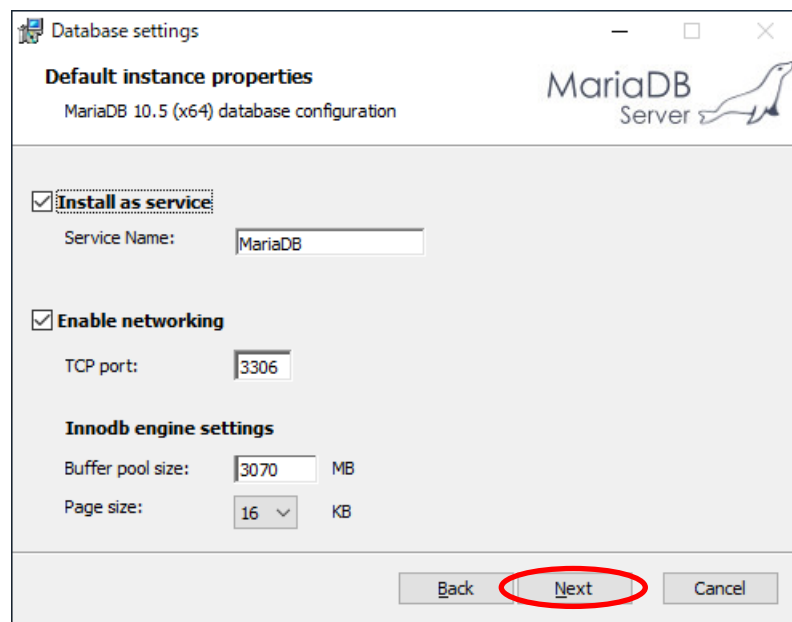 Database settings
Default instance properties
MariaDB 10.5 (x64) database configuration
MariaDB
Server
Install as service
Service Name:
MariaDB
Enable networking
TCP port:
3306
Innodb engine settings
Buffer pool size:
3070
MB
Page size:
16
KB
Back
Next
Cancel